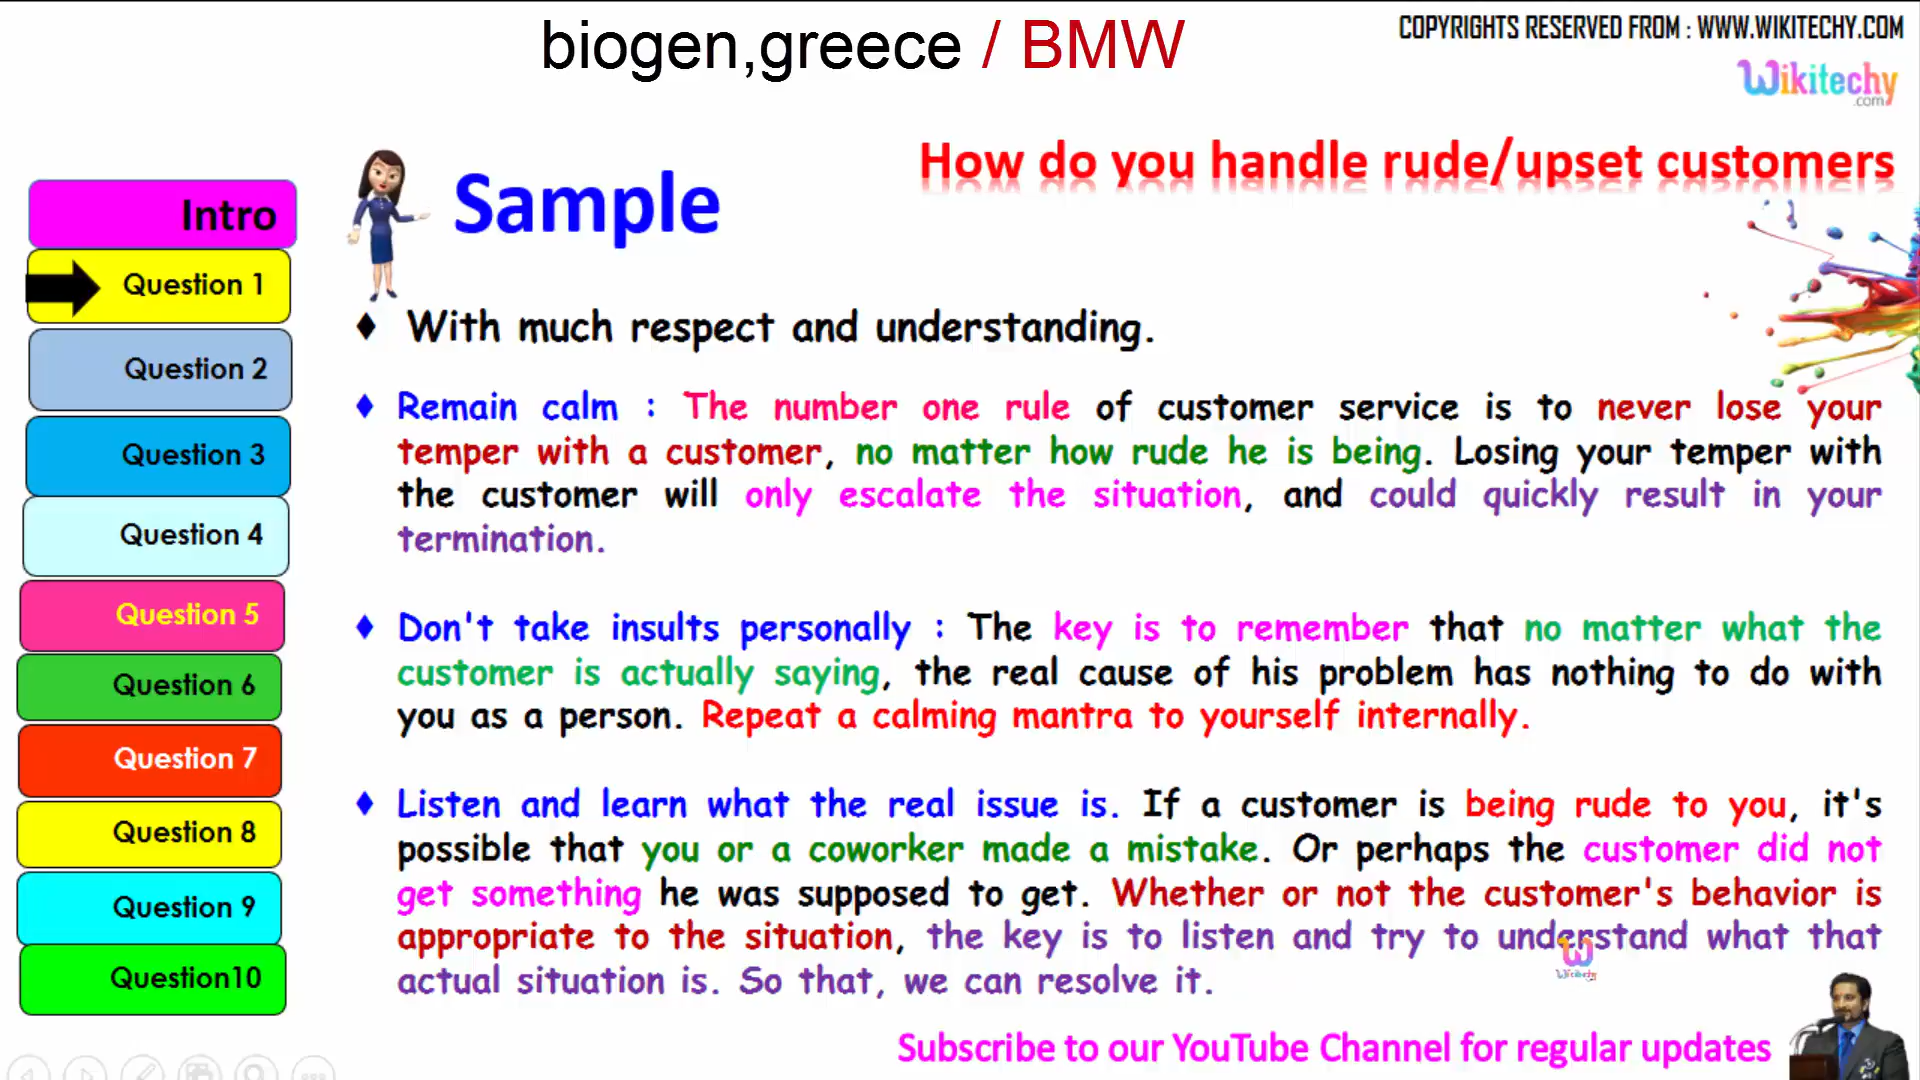 biogen,greece / BMW
COPYRIGHTS RESERVED FROM : WWW.WIKITECHY.COM
Wikitechy
.com
How do you handle rude/upset customers
Sample
Intro
Question 1
Question 2
Question 3
Question 4
Question 5
Question 6
Question 7
Question 8
Question 9
Question10
♦ With much respect and understanding.
♦ Remain calm : The number one rule of customer service is to never lose your
temper with a customer, no matter how rude he is being. Losing your temper with
the customer will only escalate the situation, and could quickly result in your
termination.
♦ Don't take insults personally : The key is to remember that no matter what the
customer is actually saying, the real cause of his problem has nothing to do with
you as a person. Repeat a calming mantra to yourself internally.
♦ Listen and learn what the real issue is. If a customer is being rude to you, it's
possible that you or a coworker made a mistake. Or perhaps the customer did not
get something he was supposed to get. Whether or not the customer's behavior is
appropriate to the situation, the key is to listen and try to understand what that
actual situation is. So that, we can resolve it.
Wikitechy
Subscribe to our YouTube Channel for regular updates